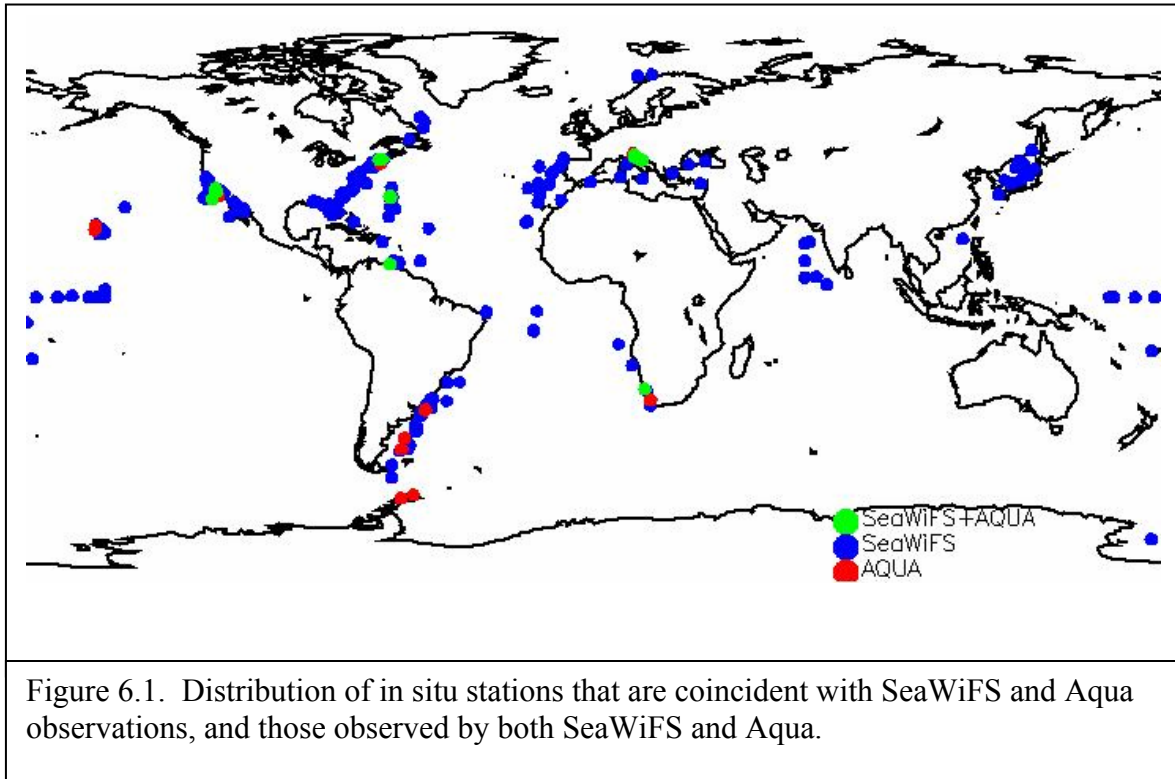 SeaWiFS+AQUA
SeaWiFS
AQUA
Figure 6.1. Distribution of in situ stations that are coincident with SeaWiFS and Aqua
observations, and those observed by both SeaWiFS and Aqua.